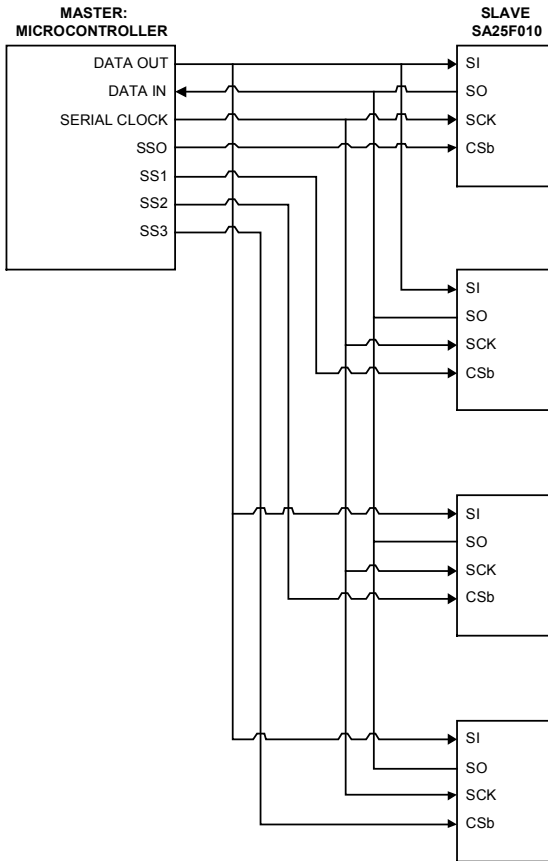 MASTER:
MICROCONTROLLER
SLAVE
SA25F010
DATA OUT
DATA IN
SERIAL CLOCK
SSO
SS1
SS2
SS3
SI
SO
SCK
CSb
SI
SO
SCK
CSb
SI
SO
SCK
CSb
SI
SO
SCK
CSb